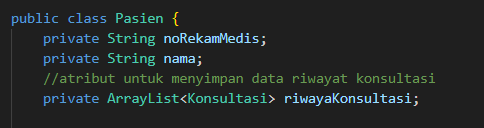 public class Pasien {
private String noRekamMedis;
private String nama;
//atribut untuk menyimpan data riwayat konsultasi
private ArrayList<Konsultasi> riwayaKonsultasi;